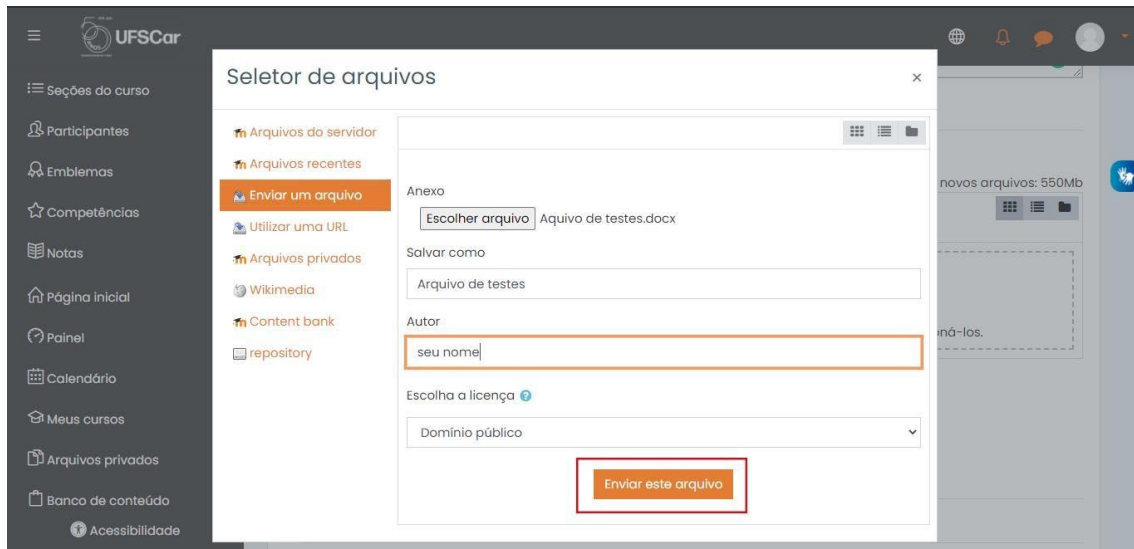 UFSCar
Seções do curso
Participantes
Emblemas
Competências
Notas
Página inicial
Painel
Calendário
Meus cursos
Arquivos privados
Banco de conteúdo
Acessibilidade
Seletor de arquivos
×
Arquivos do servidor
Arquivos recentes
Enviar um arquivo
Utilizar uma URL
Arquivos privados
Wikimedia
Content bank
repository
Anexo
Escolher arquivo Aquivo de testes.docx
Salvar como
Arquivo de testes
Autor
seu nome
Escolha a licença ?
Domínio público
Enviar este arquivo
novos arquivos: 550Mb
ná-los.